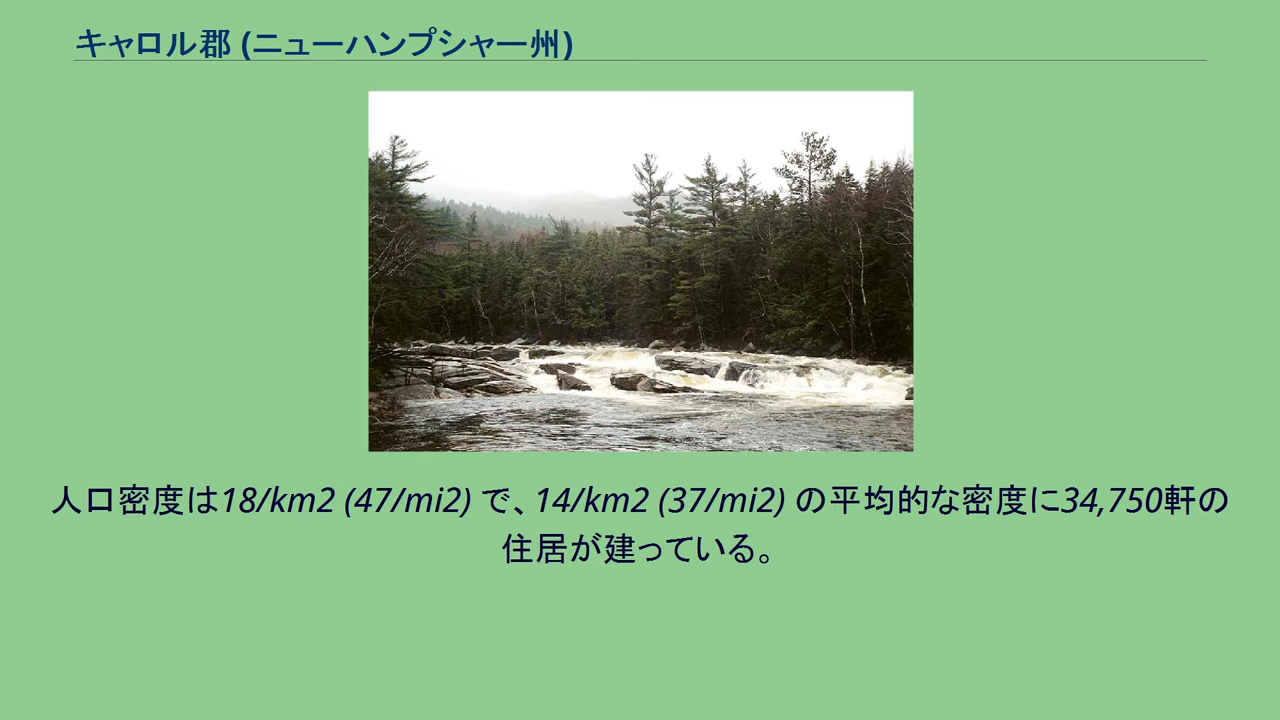 キャロル郡 (ニューハンプシャー州)
人口密度は18/km2 (47/mi2) で、14/km2 (37/mi2) の平均的な密度に34,750軒の
住居が建っている。